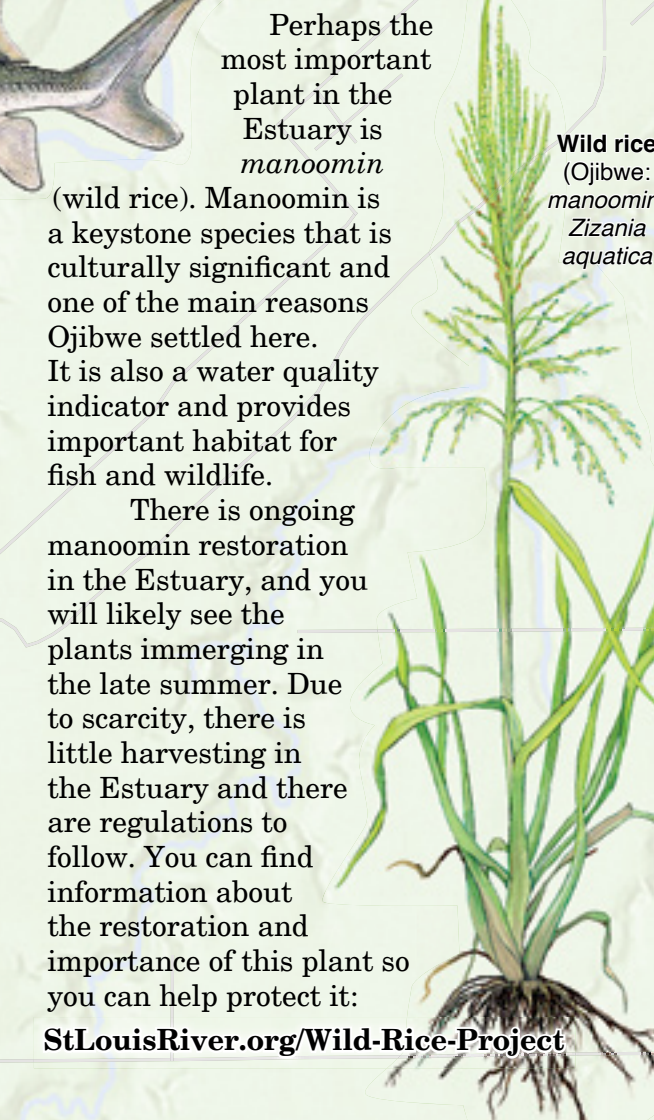 Perhaps the
most important
plant in the
Estuary is
manoomin
(wild rice). Manoomin is
a keystone species that is
culturally significant and
one of the main reasons
Ojibwe settled here.
It is also a water quality
indicator and provides
important habitat for
fish and wildlife.
There is ongoing
manoomin restoration
in the Estuary, and you
will likely see the
plants immerging in
the late summer. Due
to scarcity, there is
little harvesting in
the Estuary and there
are regulations to
follow. You can find
information about
the restoration and
importance of this plant so
you can help protect it:
StLouisRiver.org/Wild-Rice-Project
Wild rice
(Ojibwe:
manoomin
Zizania
aquatica